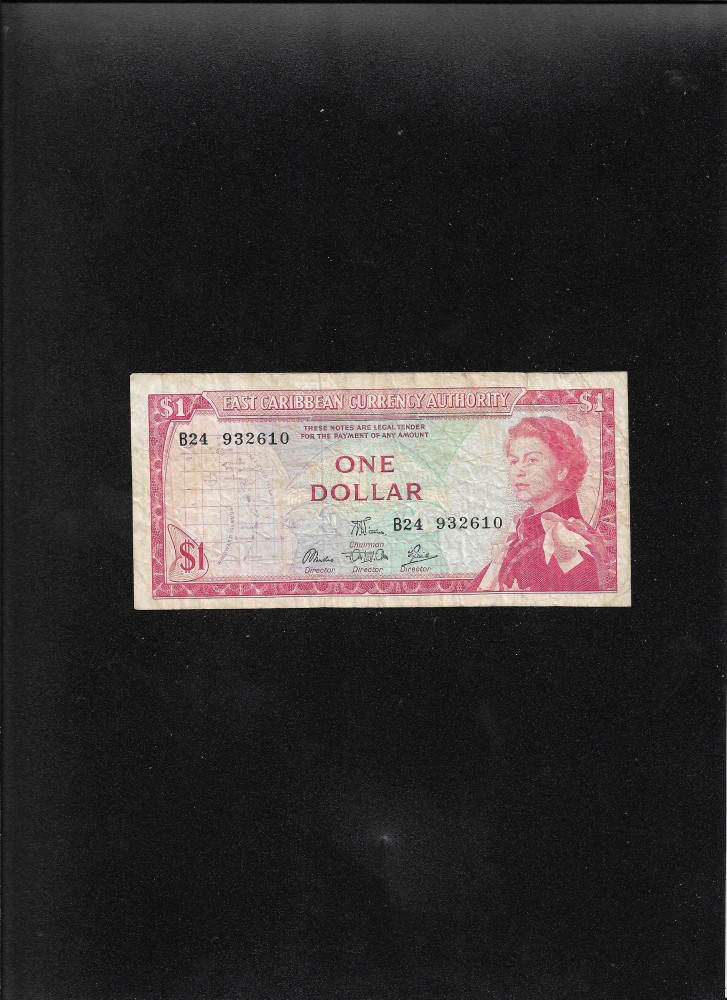 $1 EAST CARIBBEAN CURRENCY AUTHORITY $1
THESE NOTES ARE LEGAL TENDER
FOR THE PAYMENT OF ANY AMOUNT
B24 932610
ONE
DOLLAR
B24 932610
Chairman
$1
Director Director Director